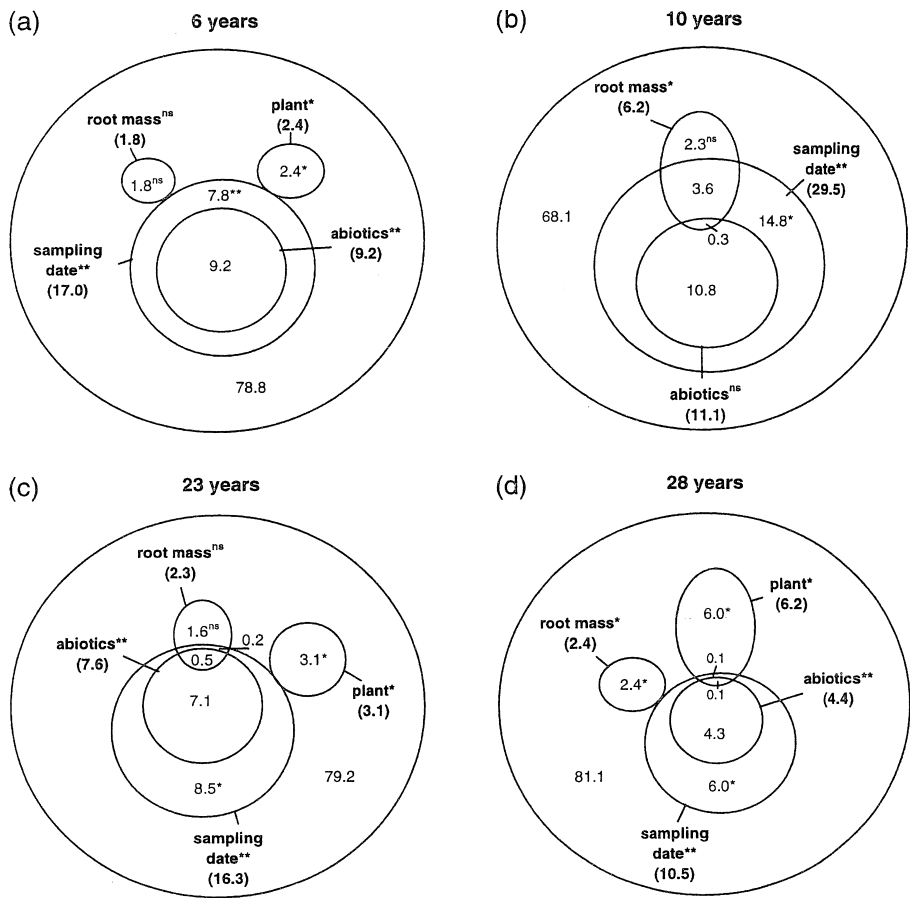 (a)
6 years
root mass^ns
(1.8)
plant*
(2.4)
1.8^ns
2.4*
7.8**
abiotics**
(9.2)
9.2
sampling
date**
(17.0)
78.8
(b)
10 years
root mass*
(6.2)
2.3^ns
sampling
date**
(29.5)
3.6
14.8*
68.1
0.3
10.8
abiotics^ns
(11.1)
(c)
23 years
root mass^ns
(2.3)
1.6^ns
0.2
abiotics**
(7.6)
0.5
3.1*
plant*
(3.1)
7.1
79.2
8.5*
sampling
date**
(16.3)
(d)
28 years
plant*
(6.2)
6.0*
root mass*
(2.4)
0.1
2.4*
0.1
abiotics**
(4.4)
4.3
81.1
6.0*
sampling
date**
(10.5)